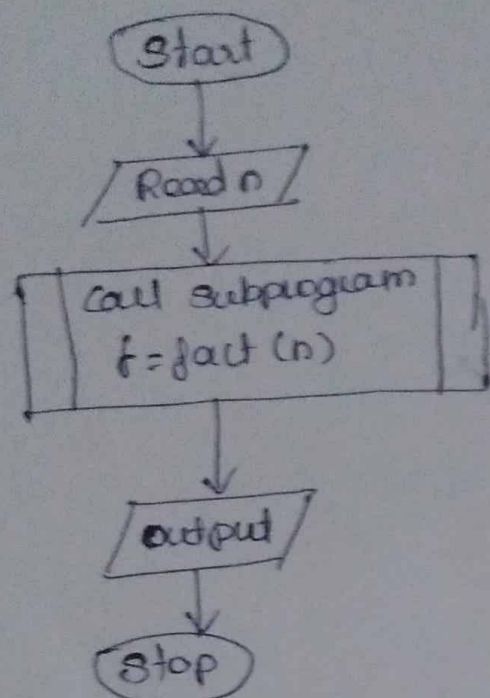 Start
Read n
call subprogram
f = fact (n)
output
Stop